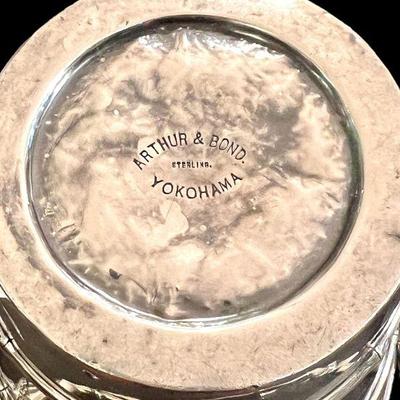 ARTHUR & BOND.
STERLING.
YOKOHAMA